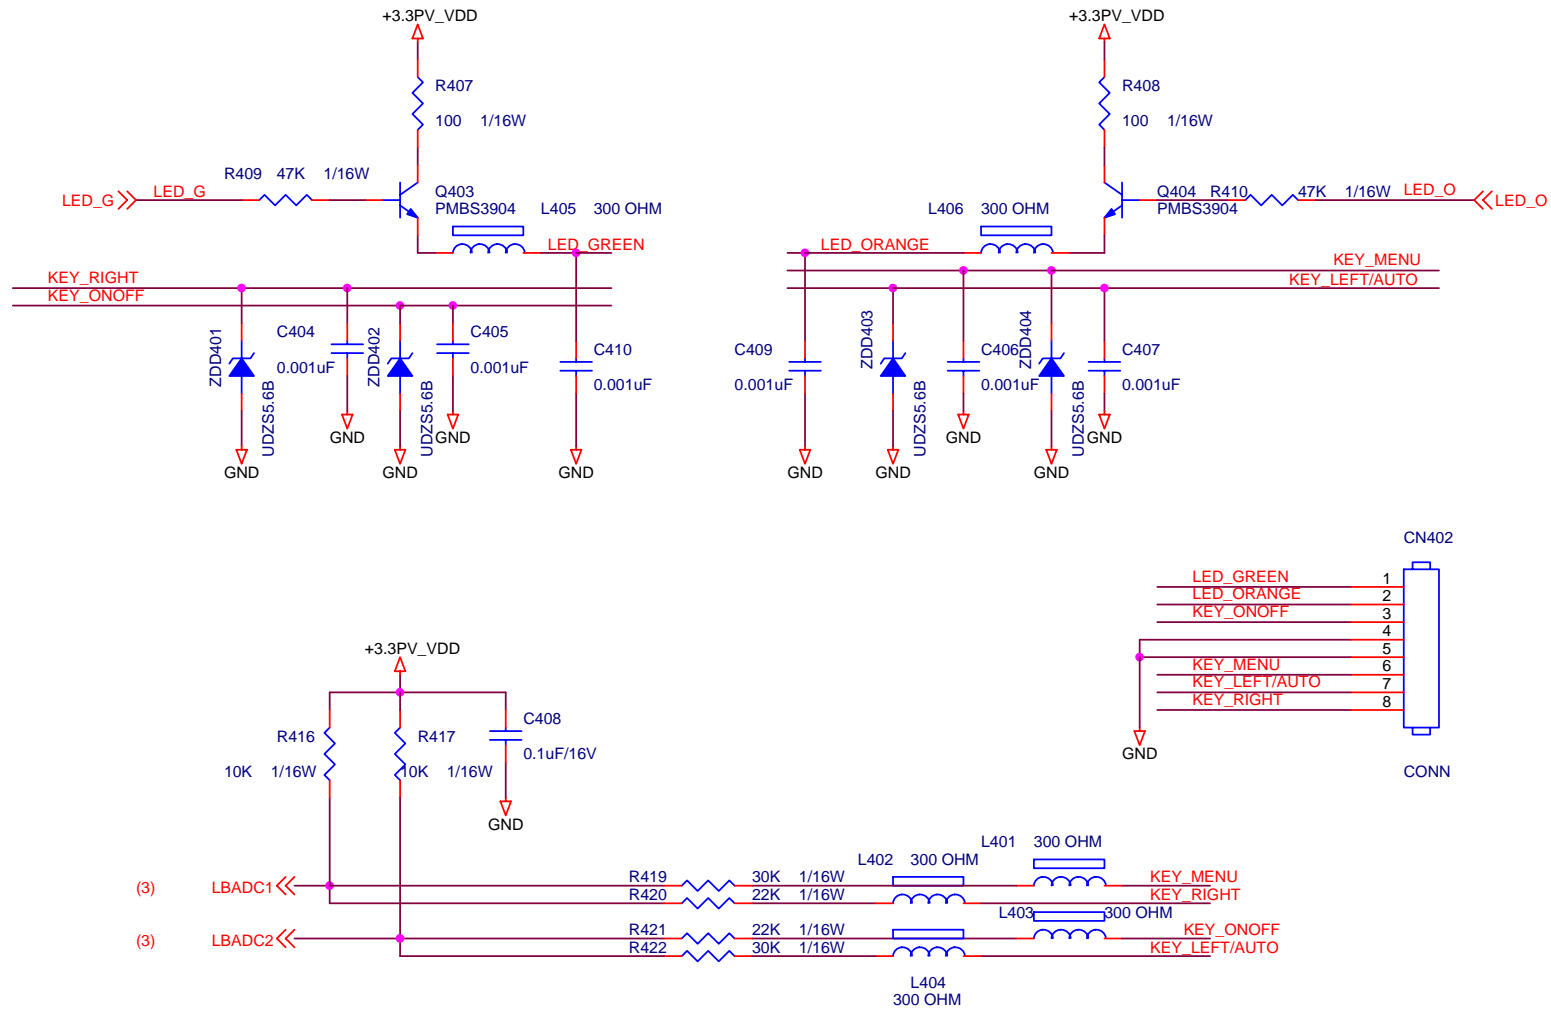 +3.3PV_VDD
R407
100 1/16W
LED_G
LED_G
R409 47K 1/16W
Q403
PMBS3904
L405 300 OHM
LED_GREEN
KEY_RIGHT
KEY_ONOFF
ZDD401
UDZS5.6B
GND
C404
0.001uF
GND
ZDD402
UDZS5.6B
GND
C405
0.001uF
GND
C410
0.001uF
GND
+3.3PV_VDD
R408
100 1/16W
Q404
PMBS3904
R410 47K 1/16W
LED_O
LED_O
L406 300 OHM
LED_ORANGE
KEY_MENU
KEY_LEFT/AUTO
C409
0.001uF
GND
ZDD403
UDZS5.6B
GND
C406
0.001uF
GND
ZDD404
UDZS5.6B
GND
C407
0.001uF
GND
CN402
LED_GREEN 1
LED_ORANGE 2
KEY_ONOFF 3
4
5
KEY_MENU 6
KEY_LEFT/AUTO 7
KEY_RIGHT 8
GND
CONN
+3.3PV_VDD
R416
10K 1/16W
R417
10K 1/16W
C408
0.1uF/16V
GND
L401 300 OHM
L402 300 OHM
(3) LBADC1
R419 30K 1/16W
KEY_MENU
R420 22K 1/16W
KEY_RIGHT
L403 300 OHM
(3) LBADC2
R421 22K 1/16W
KEY_ONOFF
R422 30K 1/16W
KEY_LEFT/AUTO
L404
300 OHM